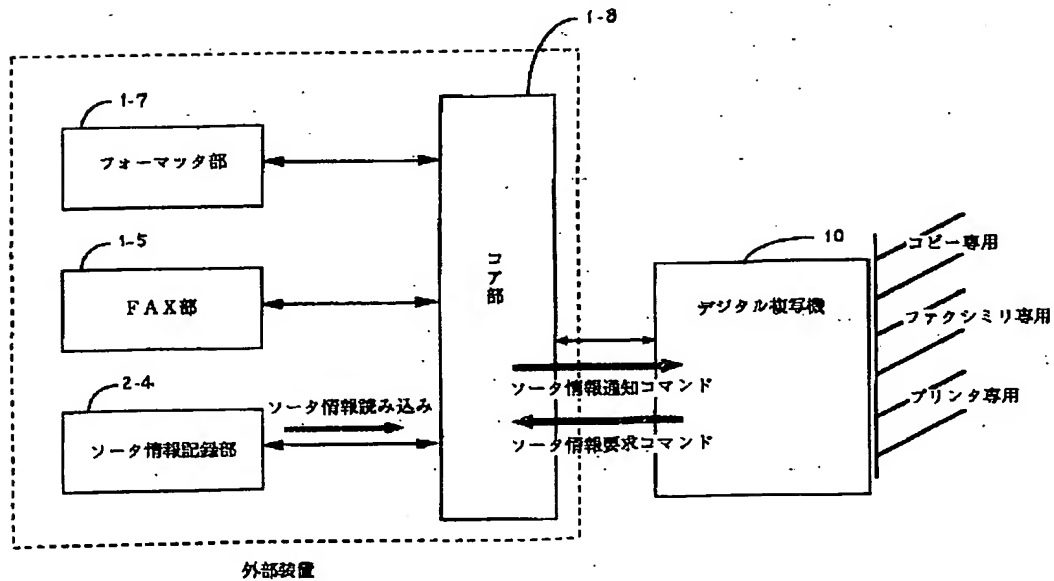 1-8
1-7
フォーマッタ部
1-5
FAX部
2-4
ソータ情報読み込み
ソータ情報記録部
コア部
10
デジタル複写機
ソータ情報通知コマンド
ソータ情報要求コマンド
コピー専用
ファクシミリ専用
プリンタ専用
外部装置